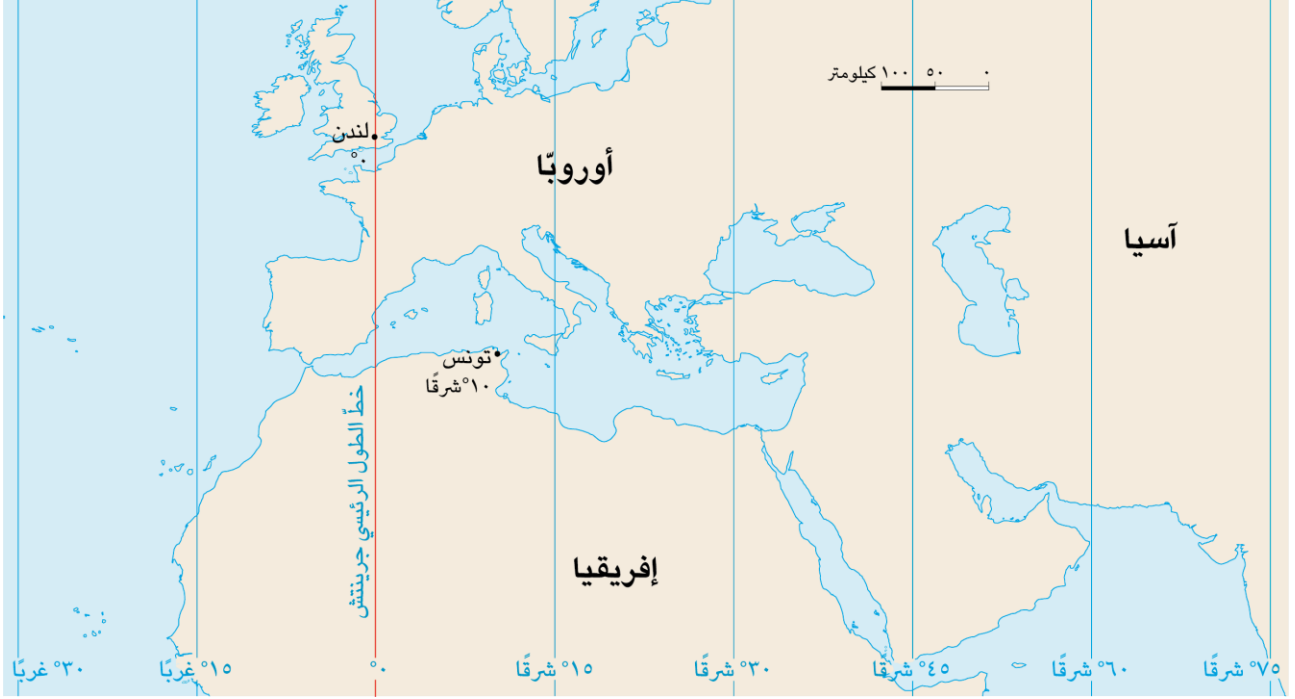 ٠ ٥٠ ١٠٠ كيلومتر
لندن
٠°
أوروبّا
آسيا
تونس
١٠°شرقًا
خطّ الطول الرئيسي جرينتش
إفريقيا
٣٠° غربًا
١٥° غربًا
٠°
١٥° شرقًا
٣٠° شرقًا
٤٥° شرقًا
٦٠° شرقًا
٧٥° شرقًا